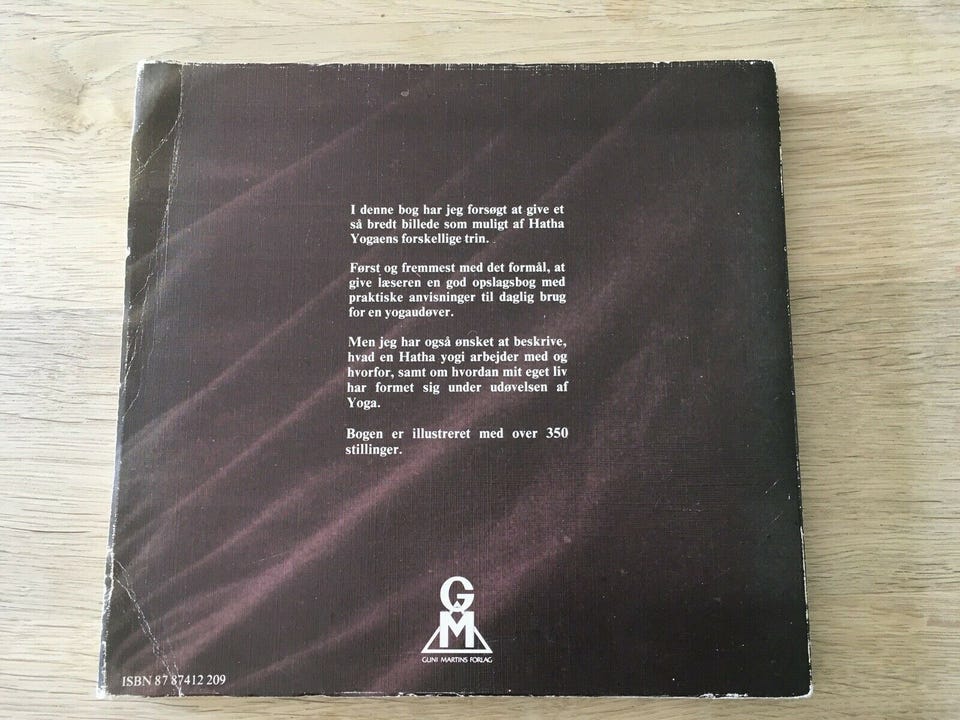 I denne bog har jeg forsøgt at give et
så bredt billede som muligt af Hatha
Yogaens forskellige trin.
Først og fremmest med det formål, at
give læseren en god opslagsbog med
praktiske anvisninger til daglig brug
for en yogaudøver.
Men jeg har også ønsket at beskrive,
hvad en Hatha yogi arbejder med og
hvorfor, samt om hvordan mit eget liv
har formet sig under udøvelsen af
Yoga.
Bogen er illustreret med over 350
stillinger.
G
M
GUNI MARTINS FORLAG
ISBN 87 87412 209